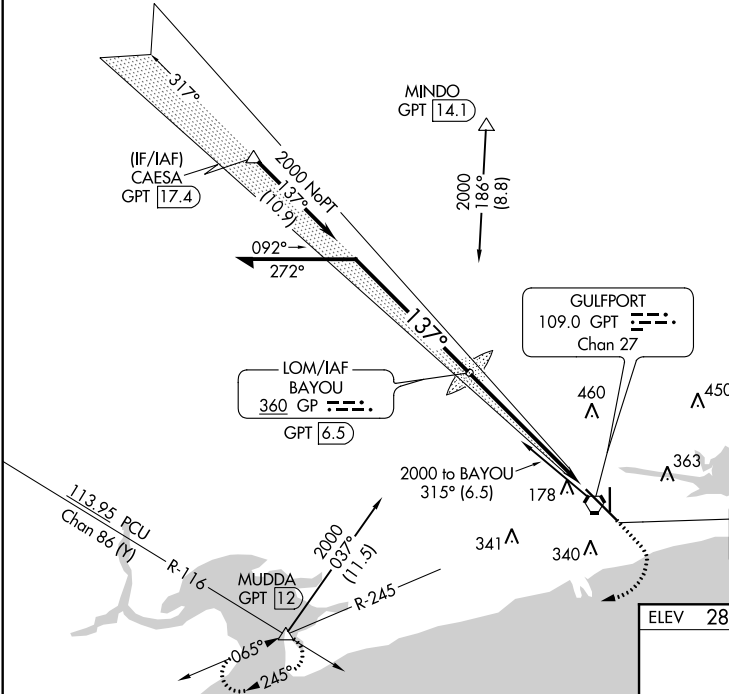 317°
MINDO
GPT 14.1
(IF/IAF)
CAESA
GPT 17.4
2000 NoPT
137°
(10.9)
2000
186°
(8.8)
092°
272°
137°
GULFPORT
109.0 GPT
Chan 27
LOM/IAF
BAYOU
360 GP
GPT 6.5
460
450
363
2000 to BAYOU
315° (6.5)
178
341
340
113.95 PCU
Chan 86 (Y)
R-116
2000
037°
(11.5)
MUDDA
GPT 12
R-245
065°
245°
ELEV 28